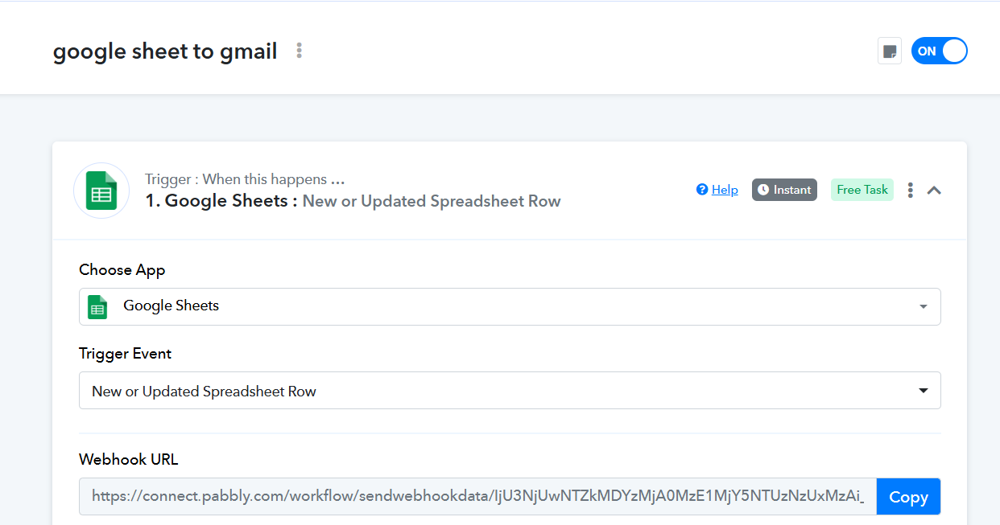 google sheet to gmail
ON
Trigger : When this happens ...
1. Google Sheets : New or Updated Spreadsheet Row
Help
Instant
Free Task
Choose App
Google Sheets
Trigger Event
New or Updated Spreadsheet Row
Webhook URL
https://connect.pabbly.com/workflow/sendwebhookdata/IjU3NjUwNTZkMDYzMjA0MzE1MjY5NTUzNzUxMzAi_
Copy